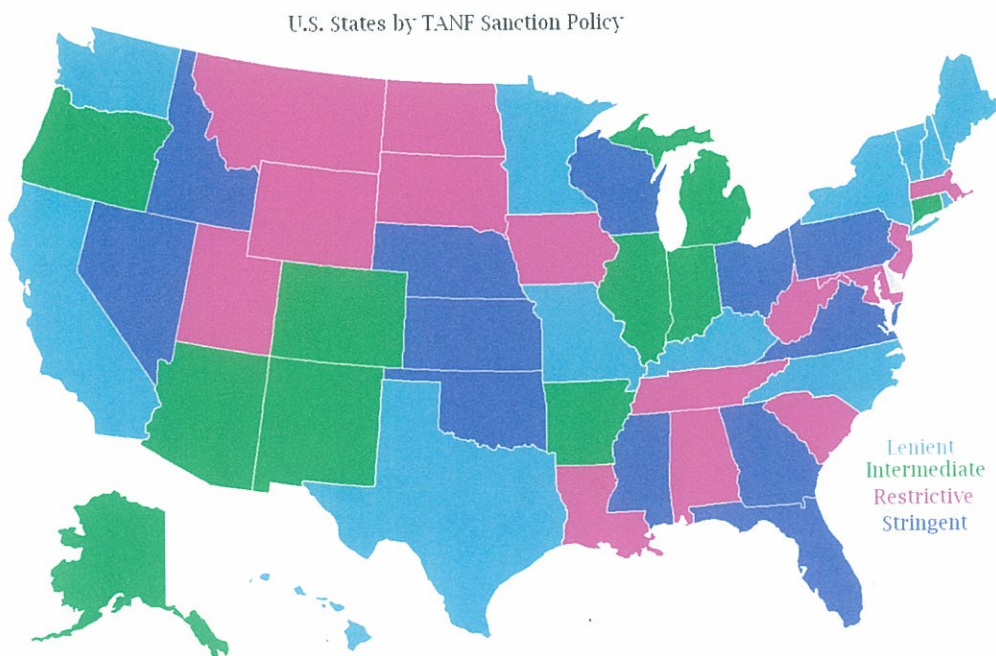 U.S. States by TANF Sanction Policy
Lenient
Intermediate
Restrictive
Stringent